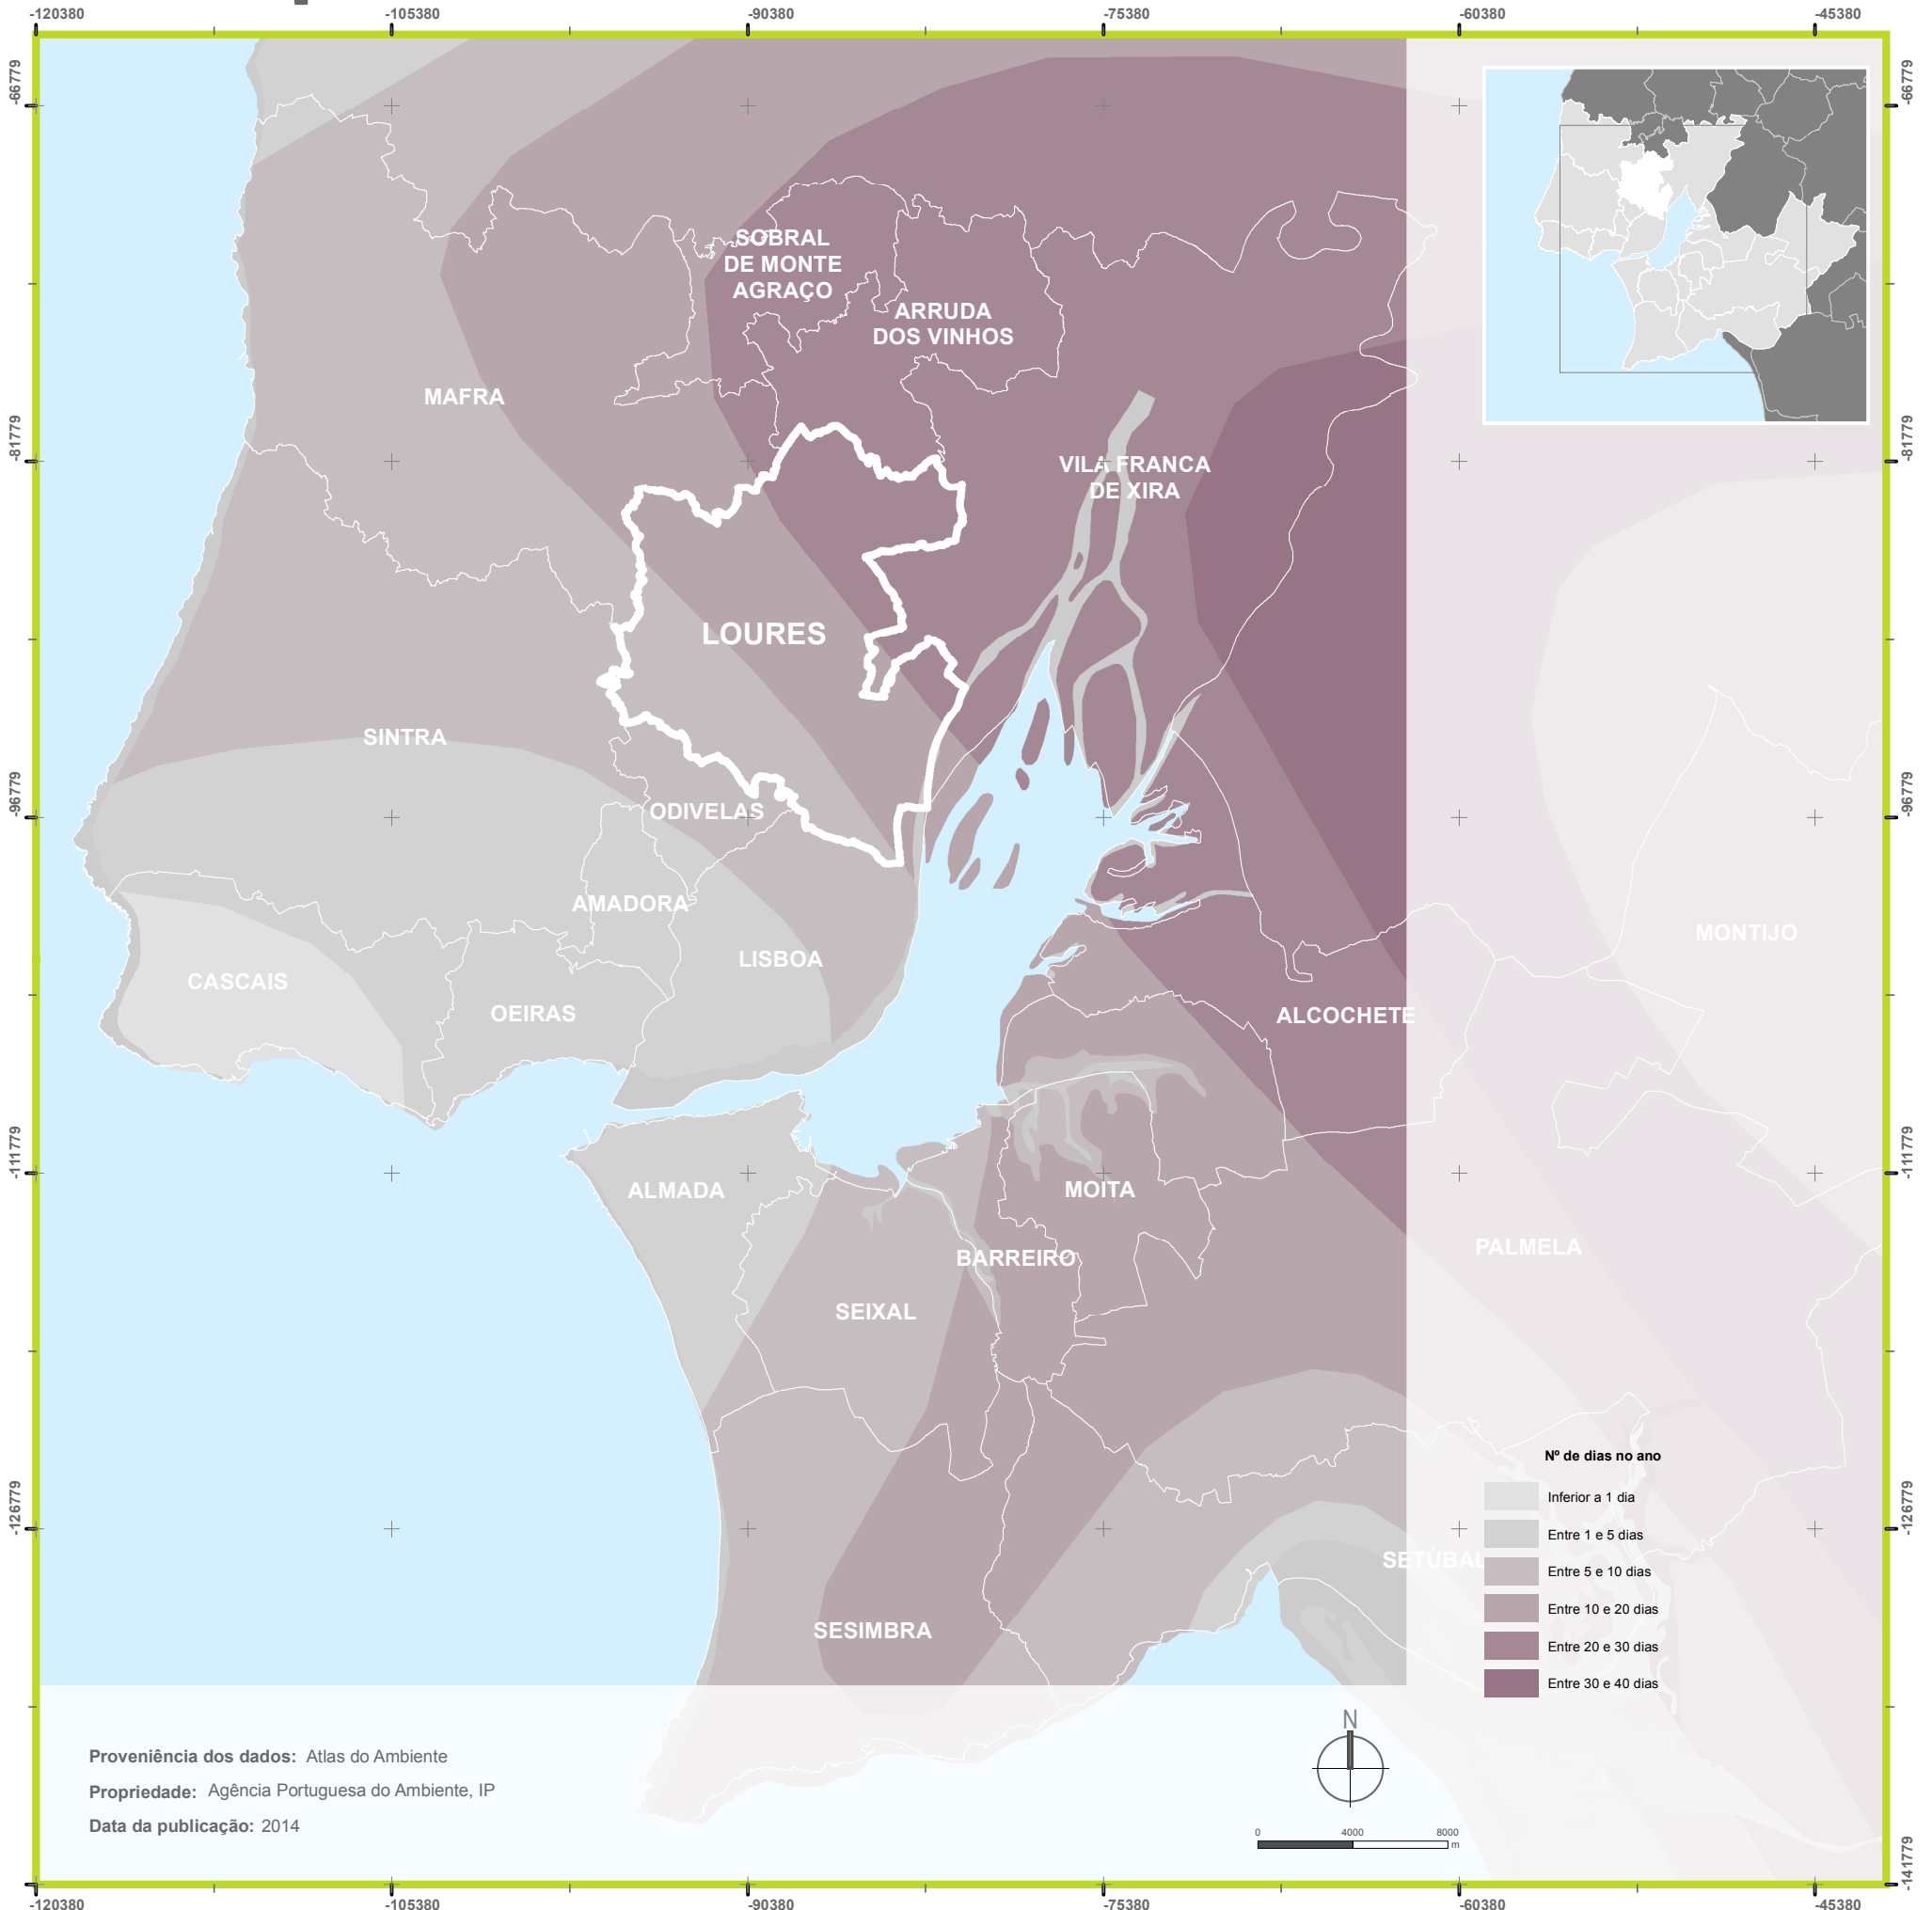 -120380
-105380
-90380
-75380
-60380
-45380
-66779
-66779
SOBRAL
DE MONTE
AGRAÇO
ARRUDA
DOS VINHOS
MAFRA
-81779
-81779
VILA FRANCA
DE XIRA
LOURES
SINTRA
-96779
-96779
ODIVELAS
AMADORA
LISBOA
MONTIJO
CASCAIS
OEIRAS
ALCOCHETE
-111779
-111779
ALMADA
MOITA
PALMELA
BARREIRO
SEIXAL
Nº de dias no ano
Inferior a 1 dia
Entre 1 e 5 dias
Entre 5 e 10 dias
Entre 10 e 20 dias
Entre 20 e 30 dias
Entre 30 e 40 dias
-126779
-126779
SETÚBAL
SESIMBRA
N
Proveniência dos dados: Atlas do Ambiente
Propriedade: Agência Portuguesa do Ambiente, IP
Data da publicação: 2014
0 4000 8000
m
-141779
-120380
-105380
-90380
-75380
-60380
-45380